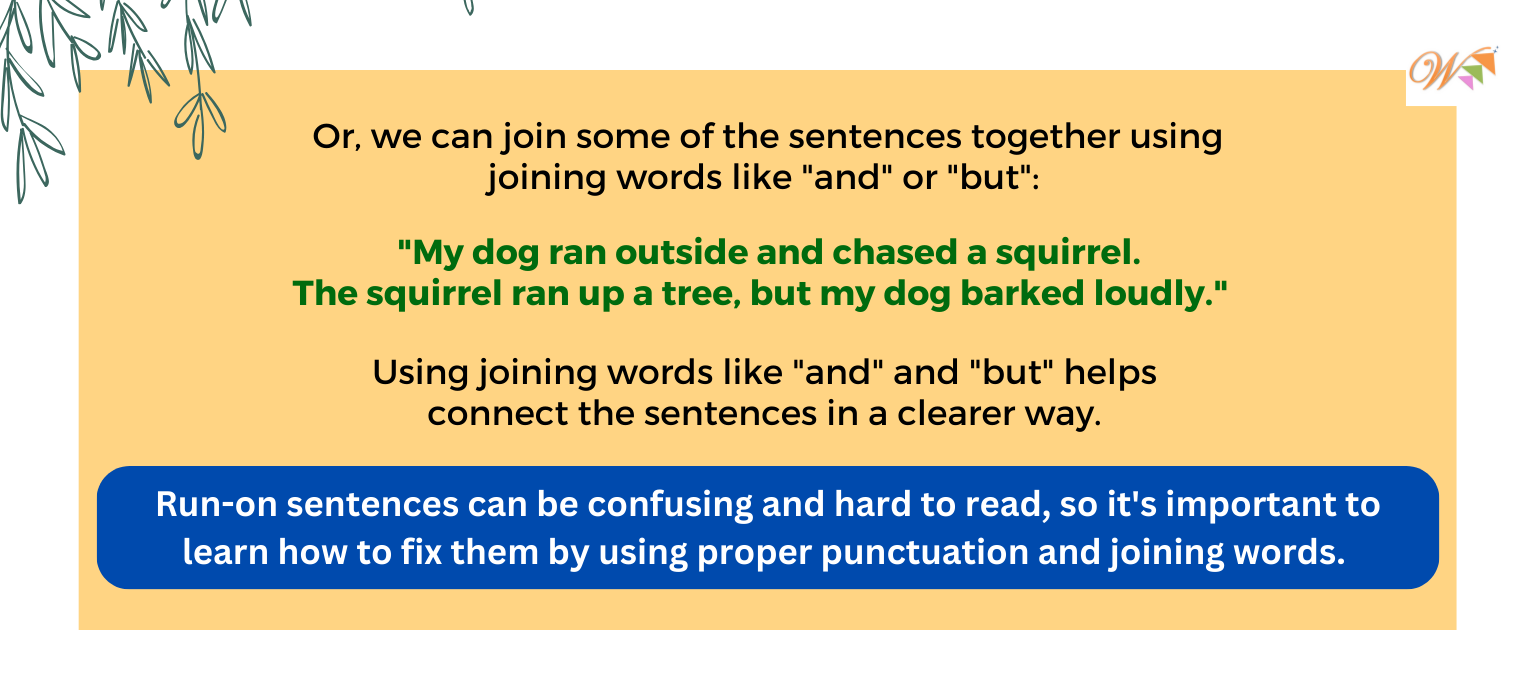 W
Or, we can join some of the sentences together using
joining words like "and" or "but":
"My dog ran outside and chased a squirrel.
The squirrel ran up a tree, but my dog barked loudly."
Using joining words like "and" and "but" helps
connect the sentences in a clearer way.
Run-on sentences can be confusing and hard to read, so it's important to
learn how to fix them by using proper punctuation and joining words.